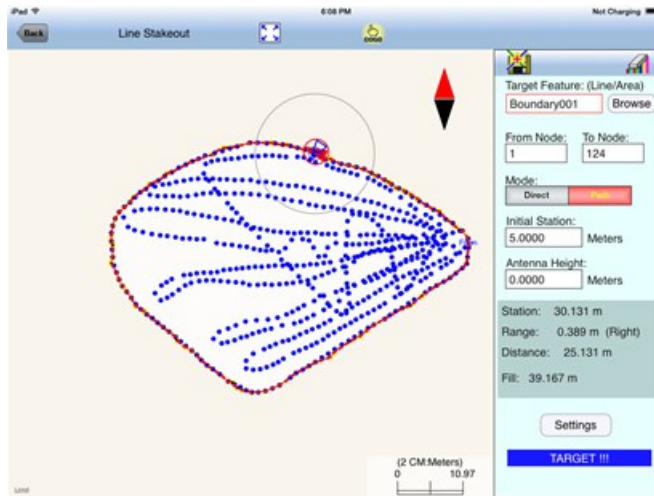 iPad 6:08 PM Not Charging
Back Line Stakeout COGO
Target Feature: (Line/Area)
Boundary001 Browse
From Node: To Node:
1 124
Mode:
Direct Path
Initial Station:
5.0000 Meters
Antenna Height:
0.0000 Meters
Station: 30.131 m
Range: 0.389 m (Right)
Distance: 25.131 m
Fill: 39.167 m
Settings
TARGET !!!
(2 CM:Meters)
0 10.97